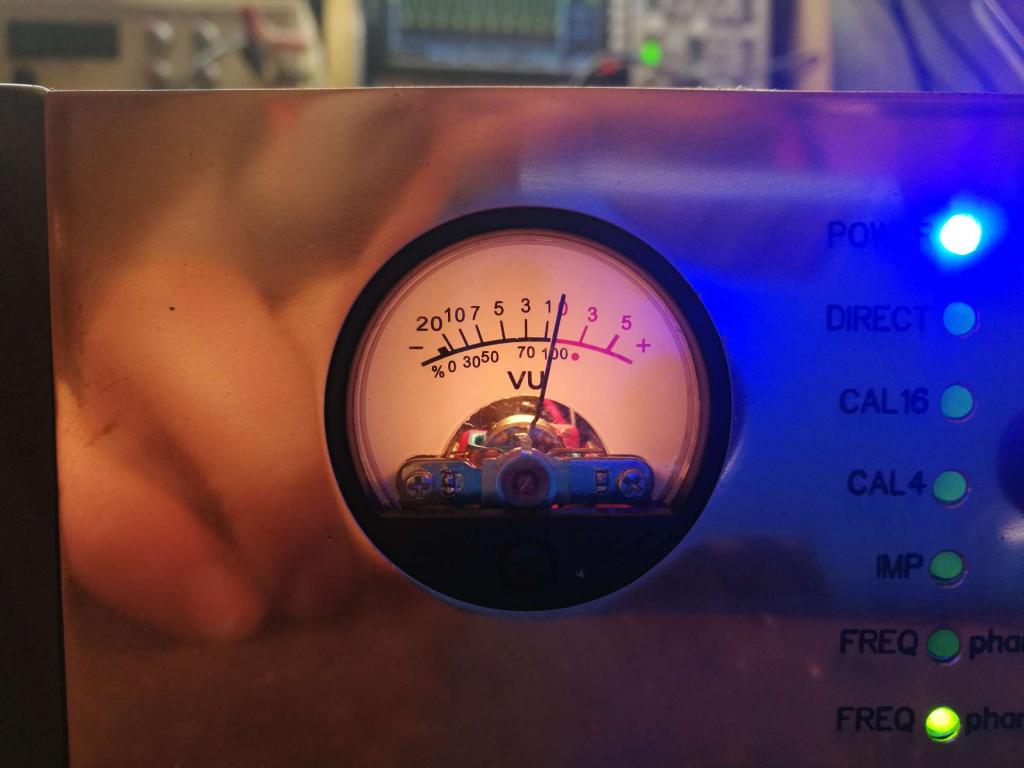 20 10 7 5 3 1 0 3 5
- +
% 0 30 50 70 100
VU
POWER
DIRECT
CAL16
CAL4
IMP
FREQ
FREQ